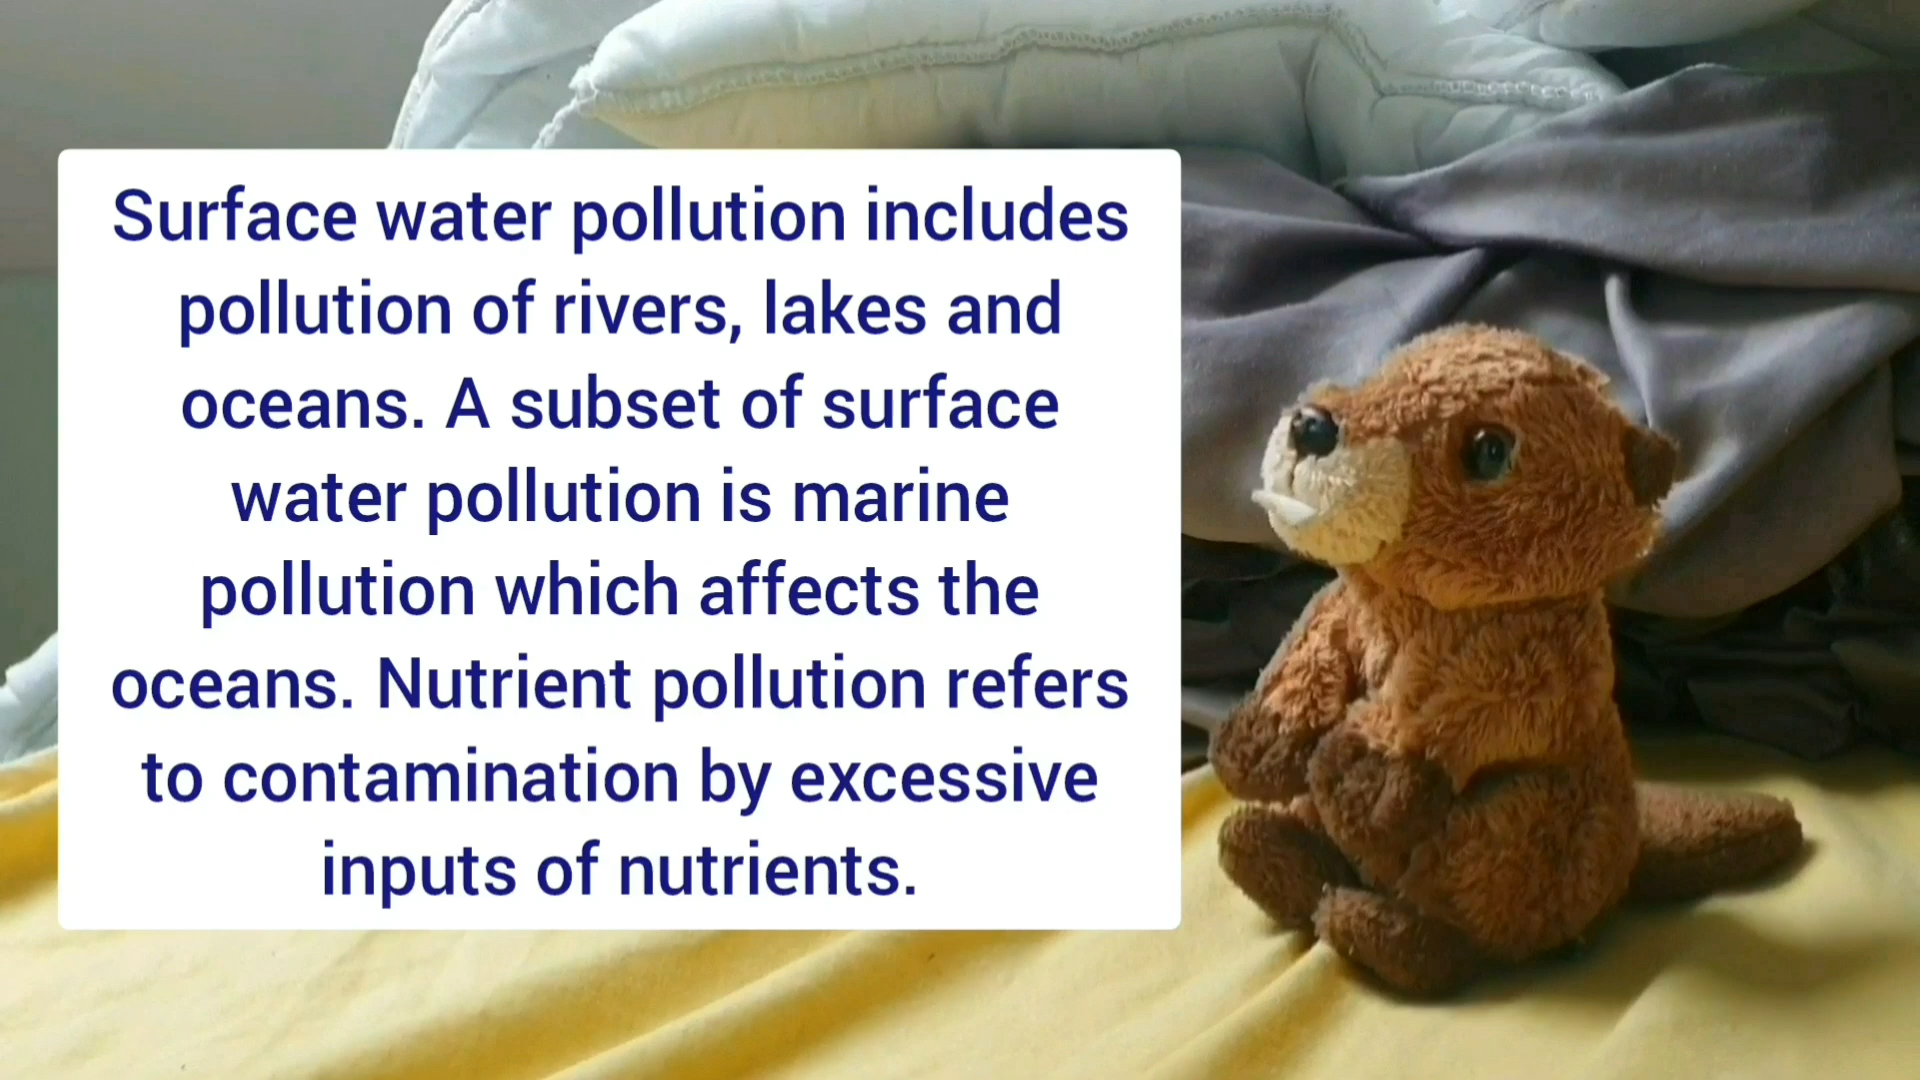 Surface water pollution includes
pollution of rivers, lakes and
oceans. A subset of surface
water pollution is marine
pollution which affects the
oceans. Nutrient pollution refers
to contamination by excessive
inputs of nutrients.